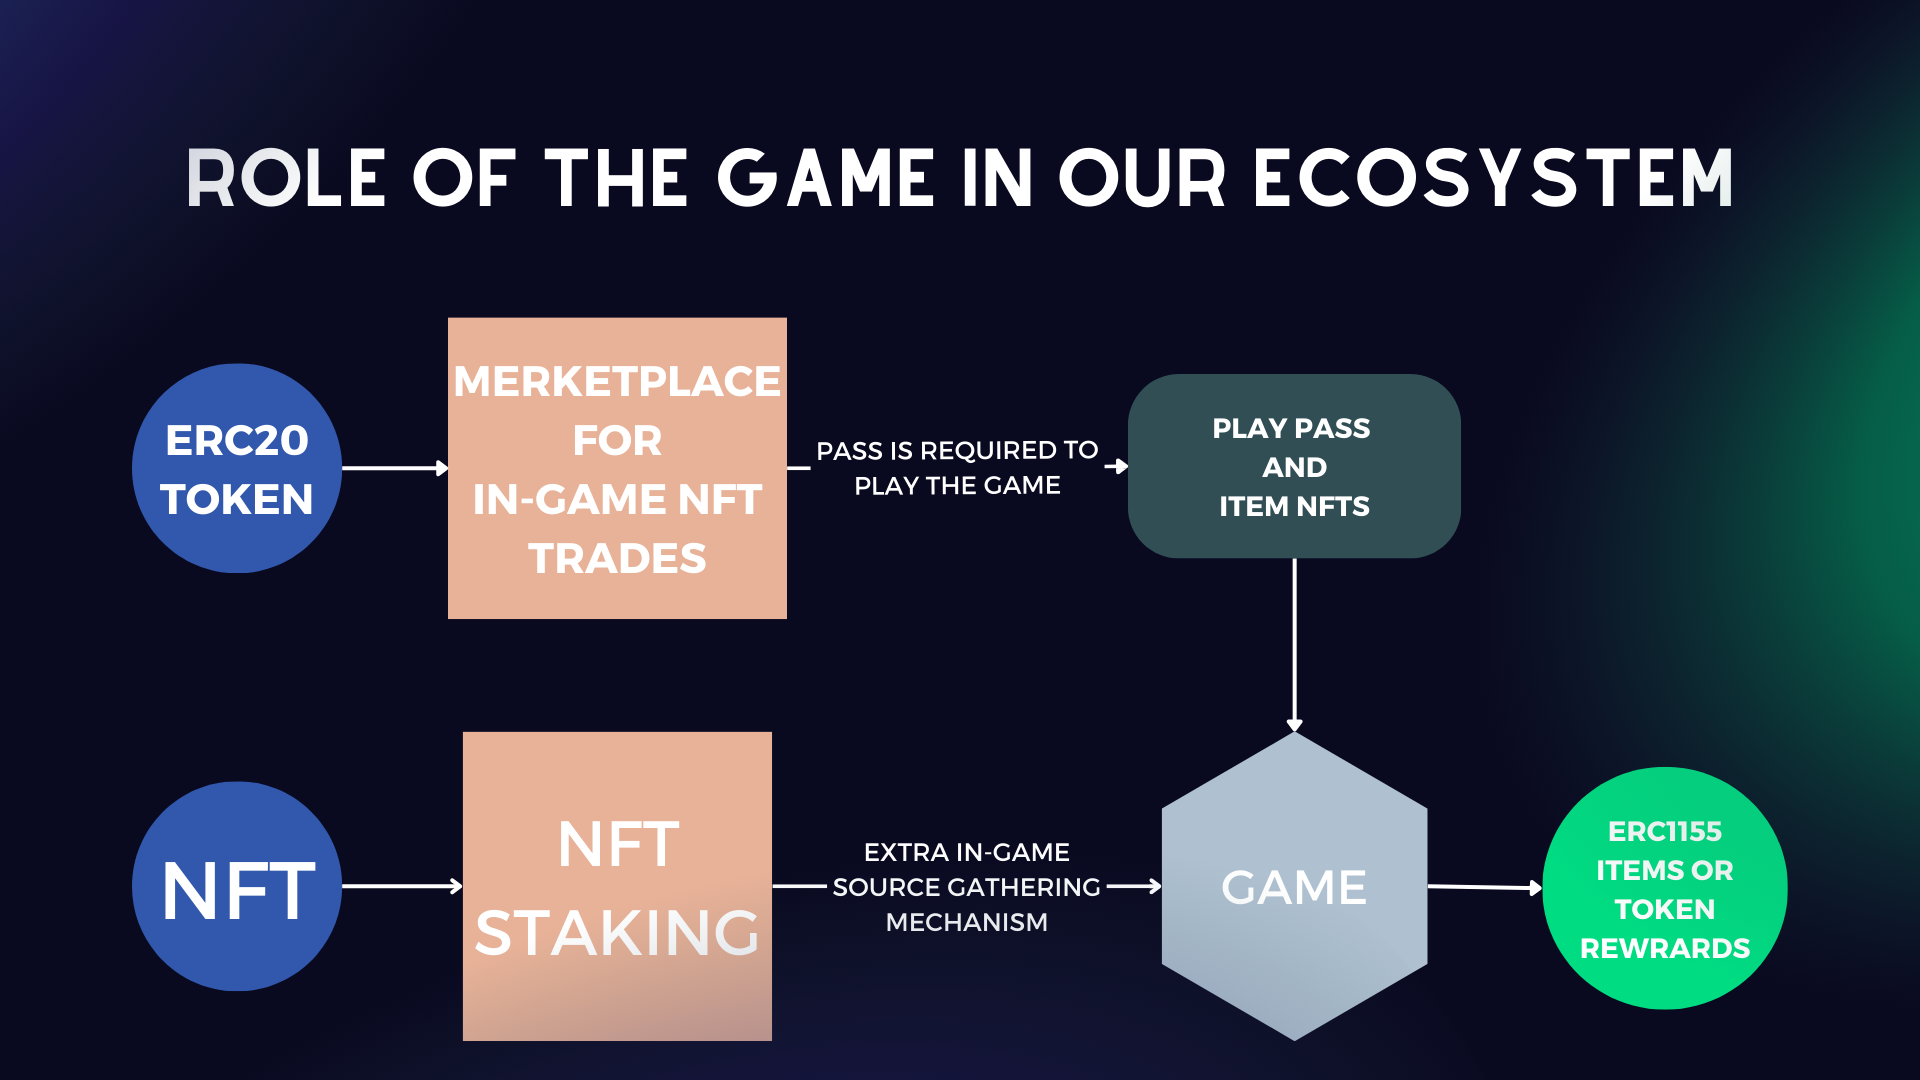 ROLE OF THE GAME IN OUR ECOSYSTEM
ERC20
TOKEN
MERKETPLACE
FOR
IN-GAME NFT
TRADES
PASS IS REQUIRED TO
PLAY THE GAME
PLAY PASS
AND
ITEM NFTS
NFT
NFT
STAKING
EXTRA IN-GAME
SOURCE GATHERING
MECHANISM
GAME
ERC1155
ITEMS OR
TOKEN
REWRARDS